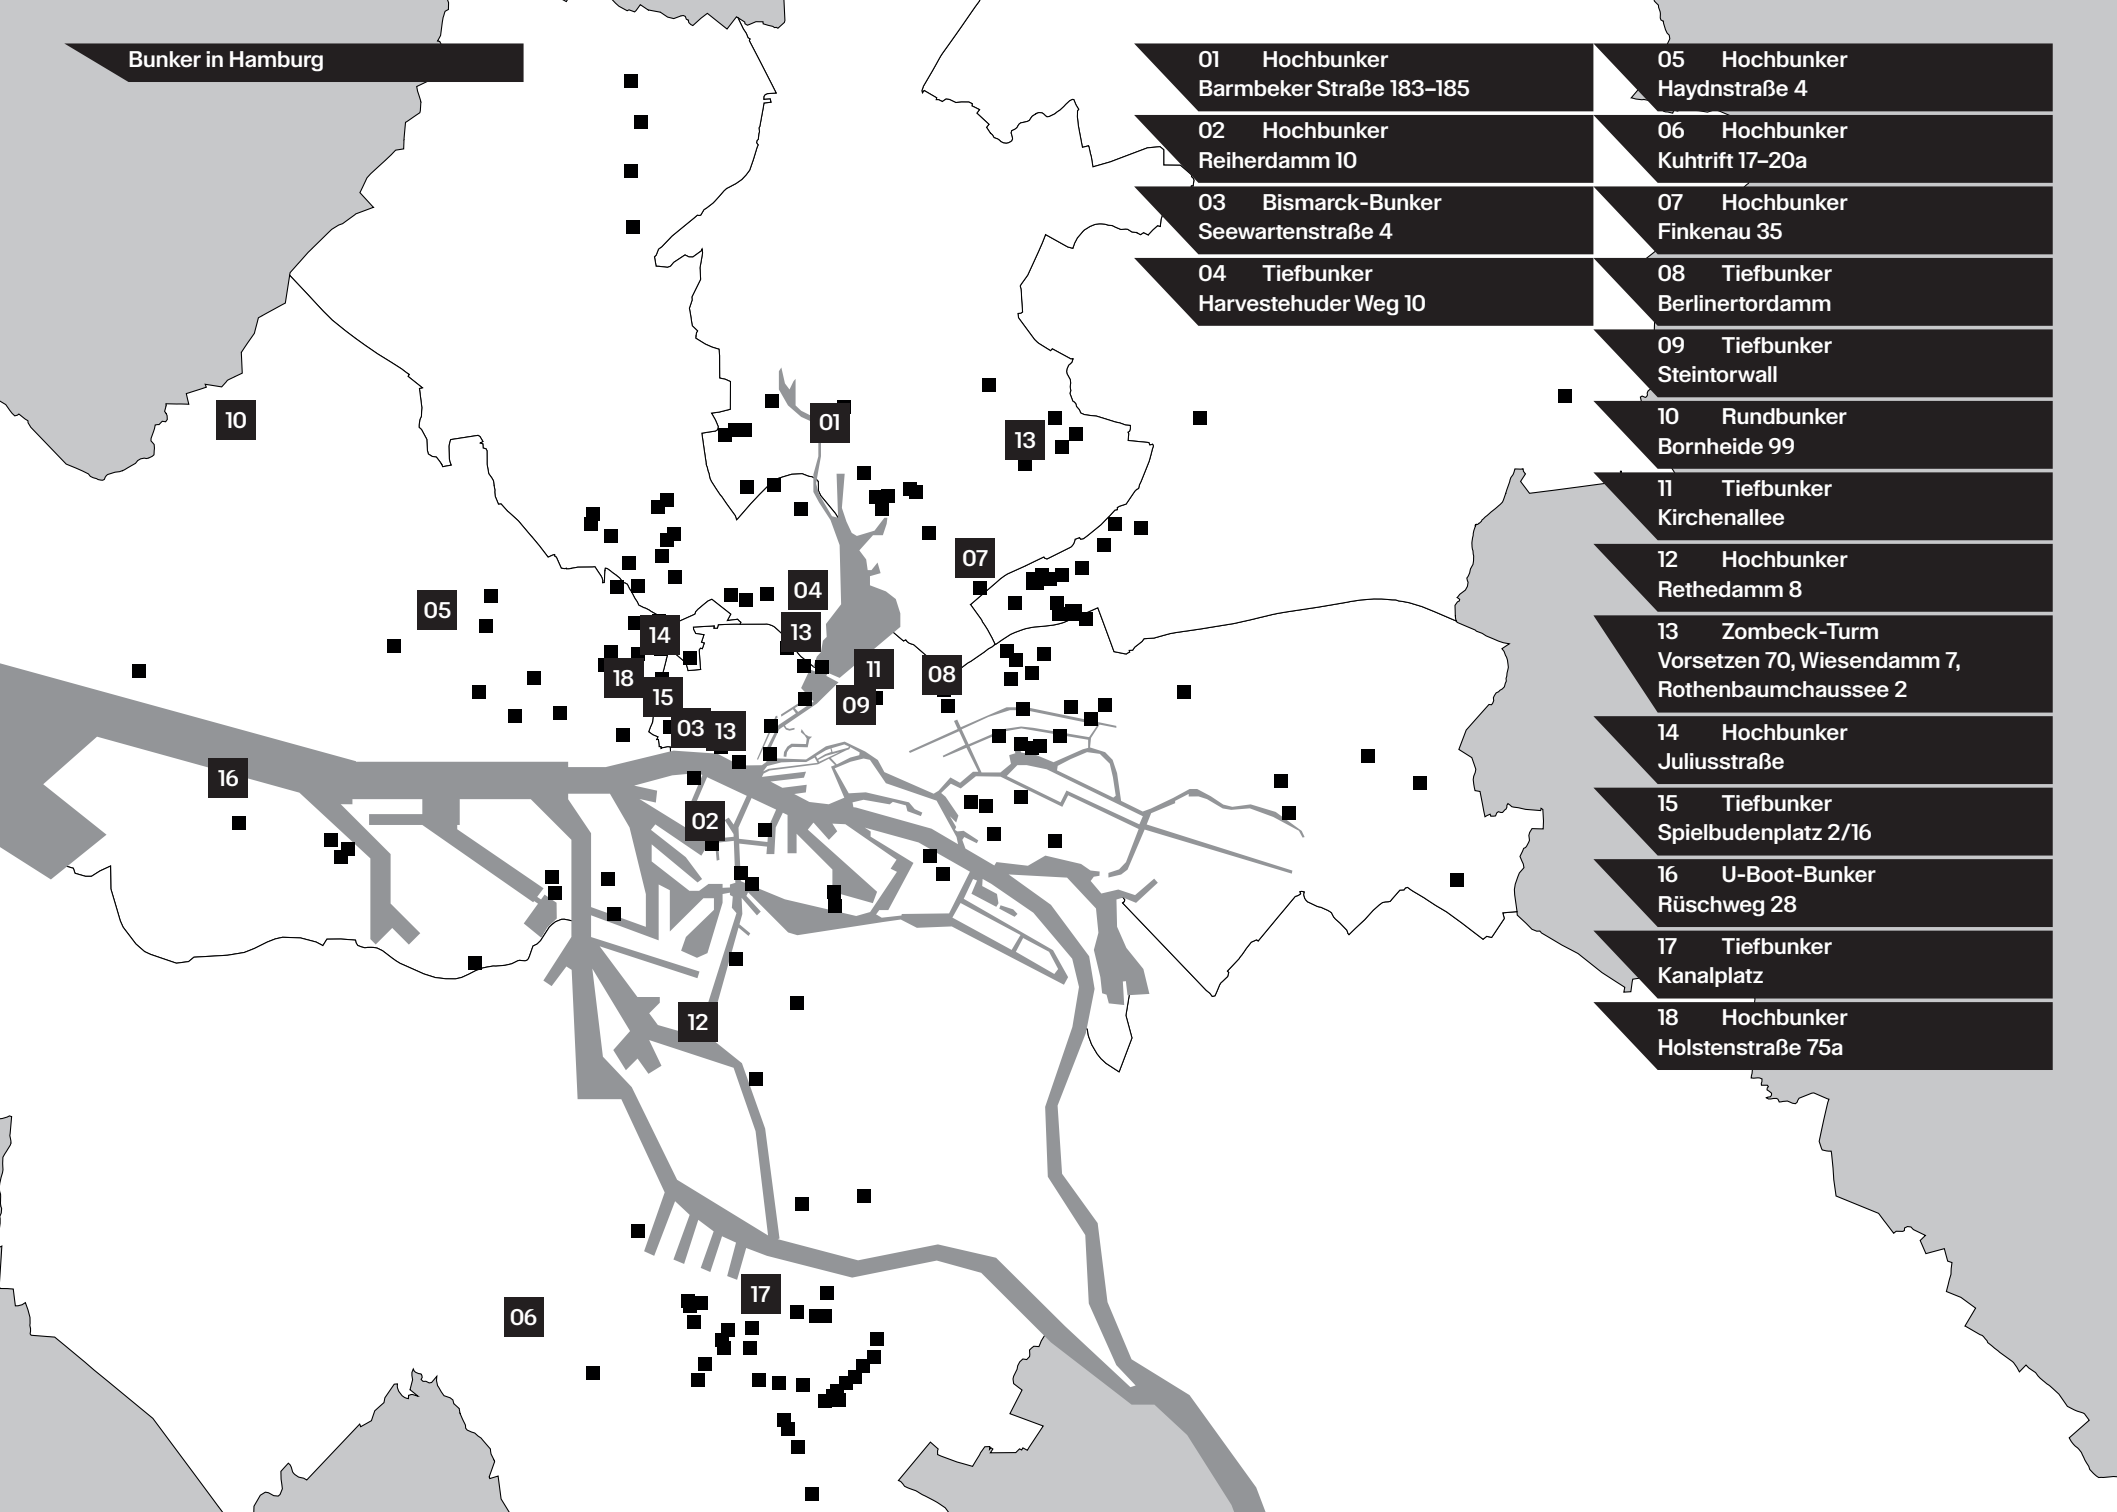 Bunker in Hamburg
01 Hochbunker
Barmbeker Straße 183–185
02 Hochbunker
Reiherdamm 10
03 Bismarck-Bunker
Seewartenstraße 4
04 Tiefbunker
Harvestehuder Weg 10
05 Hochbunker
Haydnstraße 4
06 Hochbunker
Kuhtrift 17–20a
07 Hochbunker
Finkenau 35
08 Tiefbunker
Berlinertordamm
09 Tiefbunker
Steintorwall
10 Rundbunker
Bornheide 99
11 Tiefbunker
Kirchenallee
12 Hochbunker
Rethedamm 8
13 Zombeck-Turm
Vorsetzen 70, Wiesendamm 7,
Rothenbaumchaussee 2
14 Hochbunker
Juliusstraße
15 Tiefbunker
Spielbudenplatz 2/16
16 U-Boot-Bunker
Rüschweg 28
17 Tiefbunker
Kanalplatz
18 Hochbunker
Holstenstraße 75a
10
01
13
07
04
05
13
14
11
08
18
15
09
03
13
16
02
12
17
06